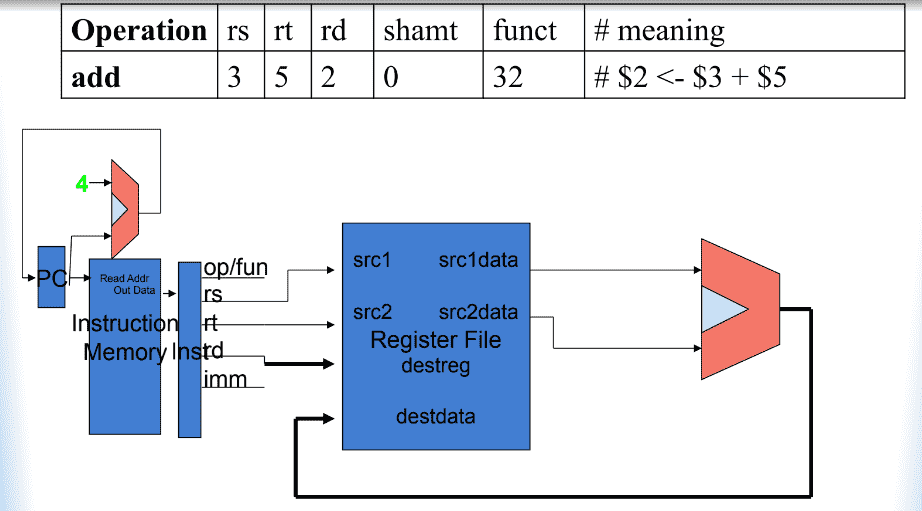 Operation rs rt rd shamt funct # meaning
add 3 5 2 0 32 # $2 <- $3 + $5
4
PC
Read Addr
Out Data
Instruction
Memory Inst
op/fun
rs
rt
rd
imm
src1 src1data
src2 src2data
Register File
destreg
destdata